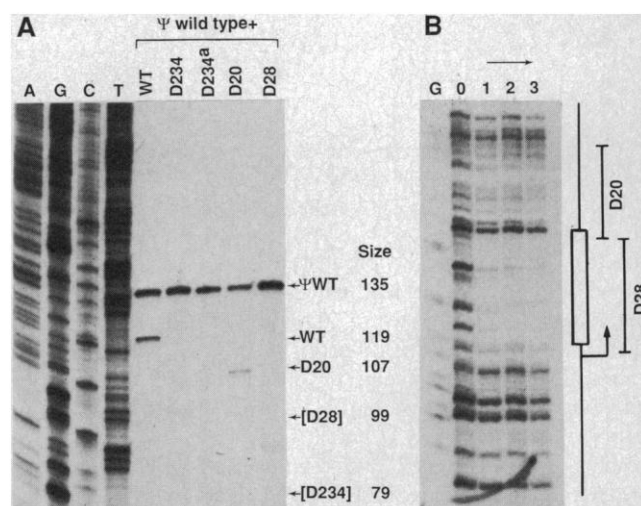 A
Ψ wild type+
A G C T WT D234 D234a D20 D28
Size
ΨWT 135
WT 119
D20 107
[D28] 99
[D234] 79
B
G 0 1 2 3
D20
D28